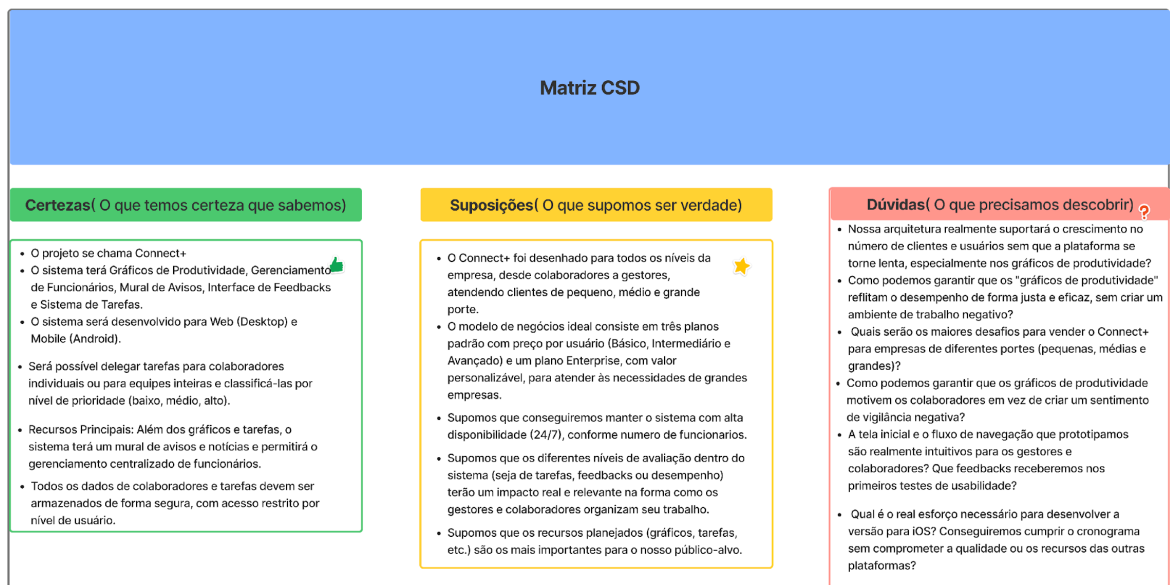 Matriz CSD
Certezas( O que temos certeza que sabemos)
• O projeto se chama Connect+
• O sistema terá Gráficos de Produtividade, Gerenciamento
de Funcionários, Mural de Avisos, Interface de Feedbacks
e Sistema de Tarefas.
• O sistema será desenvolvido para Web (Desktop) e
Mobile (Android).
• Será possível delegar tarefas para colaboradores
individuais ou para equipes inteiras e classificá-las por
nível de prioridade (baixo, médio, alto).
• Recursos Principais: Além dos gráficos e tarefas, o
sistema terá um mural de avisos e notícias e permitirá o
gerenciamento centralizado de funcionários.
• Todos os dados de colaboradores e tarefas devem ser
armazenados de forma segura, com acesso restrito por
nível de usuário.
Suposições( O que supomos ser verdade)
• O Connect+ foi desenhado para todos os níveis da
empresa, desde colaboradores a gestores,
atendendo clientes de pequeno, médio e grande
porte.
• O modelo de negócios ideal consiste em três planos
padrão com preço por usuário (Básico, Intermediário e
Avançado) e um plano Enterprise, com valor
personalizável, para atender às necessidades de grandes
empresas.
• Supomos que conseguiremos manter o sistema com alta
disponibilidade (24/7), conforme numero de funcionarios.
• Supomos que os diferentes níveis de avaliação dentro do
sistema (seja de tarefas, feedbacks ou desempenho)
terão um impacto real e relevante na forma como os
gestores e colaboradores organizam seu trabalho.
• Supomos que os recursos planejados (gráficos, tarefas,
etc.) são os mais importantes para o nosso público-alvo.
Dúvidas( O que precisamos descobrir)
• Nossa arquitetura realmente suportará o crescimento no
número de clientes e usuários sem que a plataforma se
torne lenta, especialmente nos gráficos de produtividade?
• Como podemos garantir que os "gráficos de produtividade"
reflitam o desempenho de forma justa e eficaz, sem criar um
ambiente de trabalho negativo?
• Quais serão os maiores desafios para vender o Connect+
para empresas de diferentes portes (pequenas, médias e
grandes)?
• Como podemos garantir que os gráficos de produtividade
motivem os colaboradores em vez de criar um sentimento
de vigilância negativa?
• A tela inicial e o fluxo de navegação que prototipamos
são realmente intuitivos para os gestores e
colaboradores? Que feedbacks receberemos nos
primeiros testes de usabilidade?
• Qual é o real esforço necessário para desenvolver a
versão para iOS? Conseguiremos cumprir o cronograma
sem comprometer a qualidade ou os recursos das outras
plataformas?